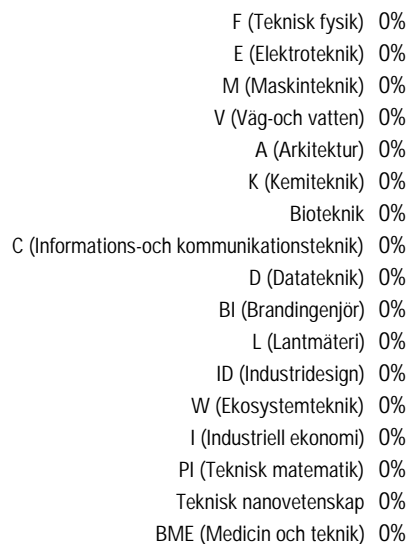 F (Teknisk fysik) 0%
E (Elektroteknik) 0%
M (Maskinteknik) 0%
V (Väg-och vatten) 0%
A (Arkitektur) 0%
K (Kemiteknik) 0%
Bioteknik 0%
C (Informations-och kommunikationsteknik) 0%
D (Datateknik) 0%
BI (Brandingenjör) 0%
L (Lantmäteri) 0%
ID (Industridesign) 0%
W (Ekosystemteknik) 0%
I (Industriell ekonomi) 0%
PI (Teknisk matematik) 0%
Teknisk nanovetenskap 0%
BME (Medicin och teknik) 0%